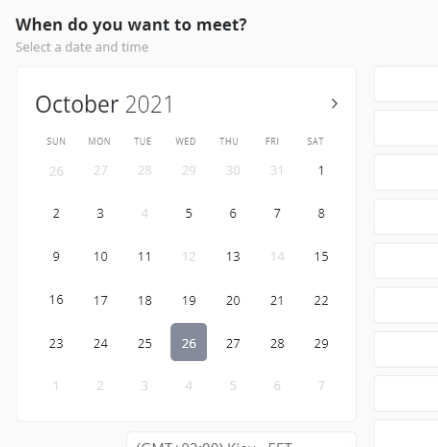 When do you want to meet?
Select a date and time
October 2021
SUN MON TUE WED THU FRI SAT
26 27 28 29 30 31 1
2 3 4 5 6 7 8
9 10 11 12 13 14 15
16 17 18 19 20 21 22
23 24 25 26 27 28 29
1 2 3 4 5 6 7